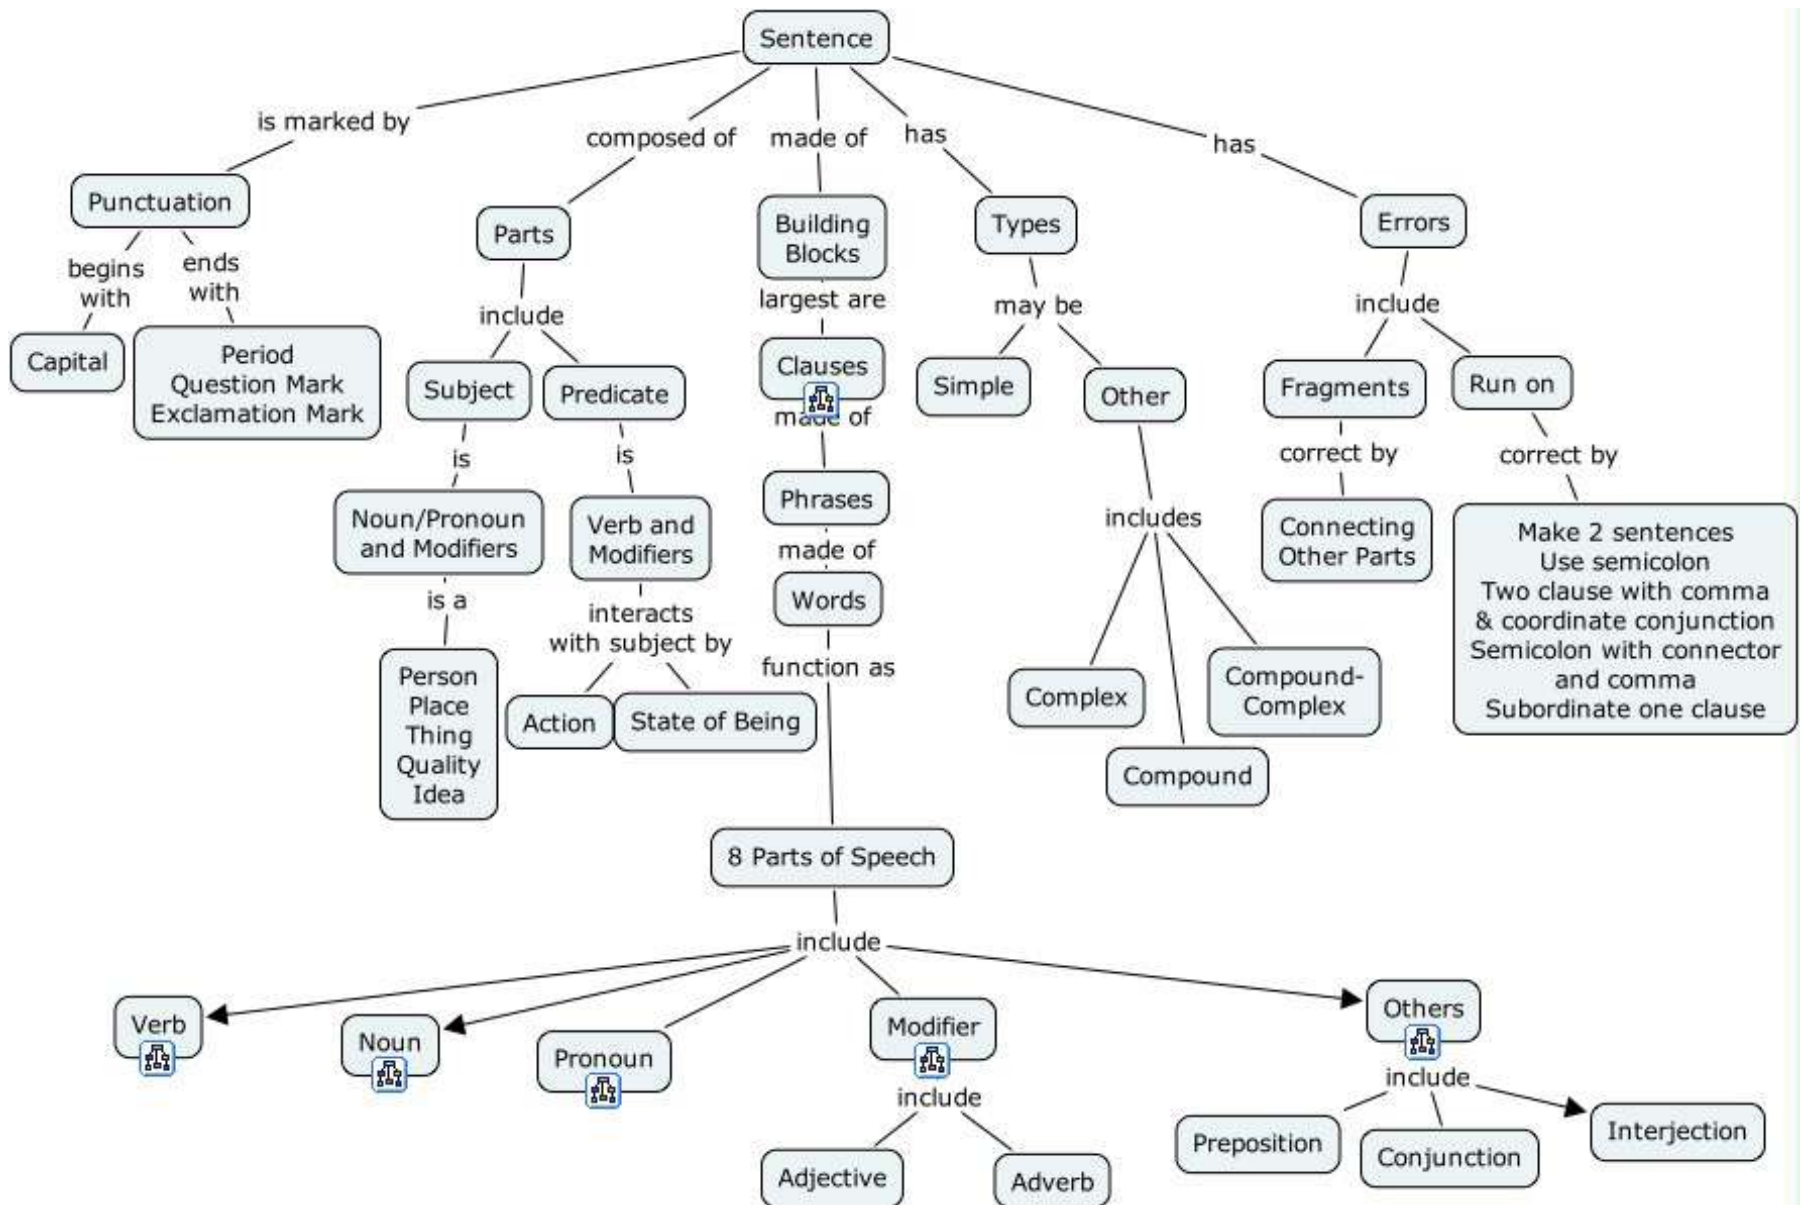 Sentence
is marked by
composed of
made of
has
has
Punctuation
Parts
Building
Blocks
Types
Errors
begins
with
ends
with
include
largest are
may be
include
Capital
Period
Question Mark
Exclamation Mark
Subject
Predicate
Clauses
Simple
Other
Fragments
Run on
made of
is
is
correct by
correct by
Noun/Pronoun
and Modifiers
Verb and
Modifiers
Phrases
includes
Connecting
Other Parts
Make 2 sentences
Use semicolon
Two clause with comma
& coordinate conjunction
Semicolon with connector
and comma
Subordinate one clause
made of
is a
interacts
with subject by
Words
function as
Person
Place
Thing
Quality
Idea
Action
State of Being
Complex
Compound-
Complex
Compound
8 Parts of Speech
include
Verb
Noun
Pronoun
Modifier
Others
include
include
Adjective
Adverb
Preposition
Conjunction
Interjection